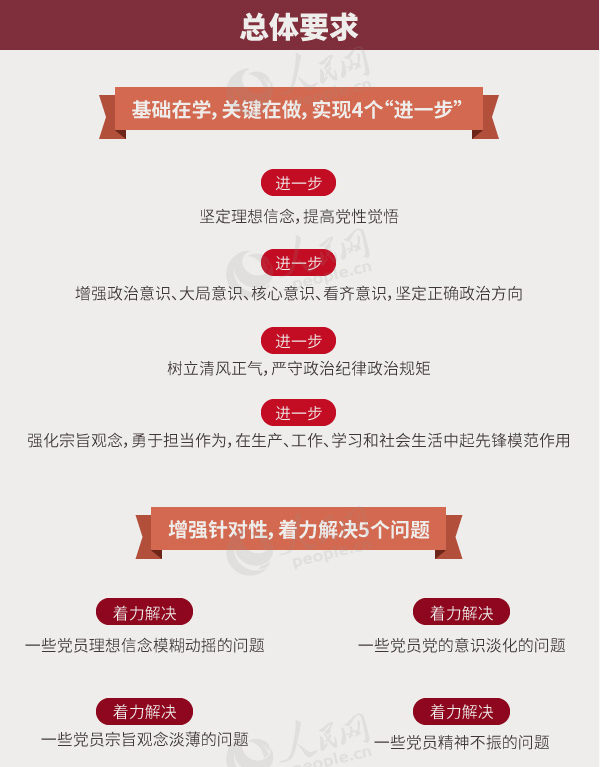 总体要求
基础在学，关键在做，实现4个“进一步”
进一步
坚定理想信念，提高党性觉悟
进一步
增强政治意识、大局意识、核心意识、看齐意识，坚定正确政治方向
进一步
树立清风正气，严守政治纪律政治规矩
进一步
强化宗旨观念，勇于担当作为，在生产、工作、学习和社会生活中起先锋模范作用
增强针对性，着力解决5个问题
着力解决
一些党员理想信念模糊动摇的问题
着力解决
一些党员党的意识淡化的问题
着力解决
一些党员宗旨观念淡薄的问题
着力解决
一些党员精神不振的问题
人民网
people.cn